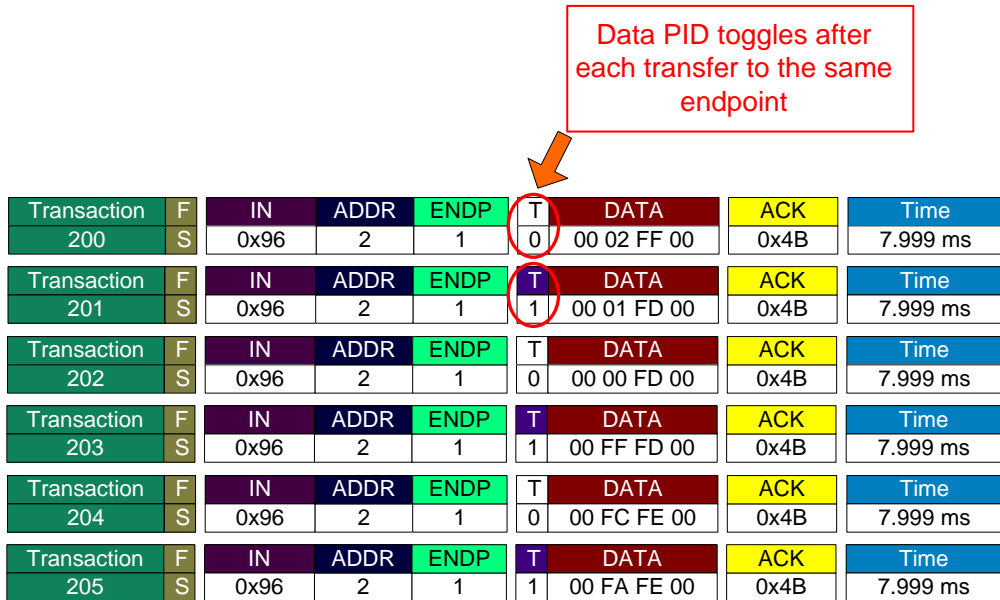 Data PID toggles after
each transfer to the same
endpoint
Transaction F IN ADDR ENDP T DATA ACK Time
200 S 0x96 2 1 0 00 02 FF 00 0x4B 7.999 ms
Transaction F IN ADDR ENDP T DATA ACK Time
201 S 0x96 2 1 1 00 01 FD 00 0x4B 7.999 ms
Transaction F IN ADDR ENDP T DATA ACK Time
202 S 0x96 2 1 0 00 00 FD 00 0x4B 7.999 ms
Transaction F IN ADDR ENDP T DATA ACK Time
203 S 0x96 2 1 1 00 FF FD 00 0x4B 7.999 ms
Transaction F IN ADDR ENDP T DATA ACK Time
204 S 0x96 2 1 0 00 FC FE 00 0x4B 7.999 ms
Transaction F IN ADDR ENDP T DATA ACK Time
205 S 0x96 2 1 1 00 FA FE 00 0x4B 7.999 ms